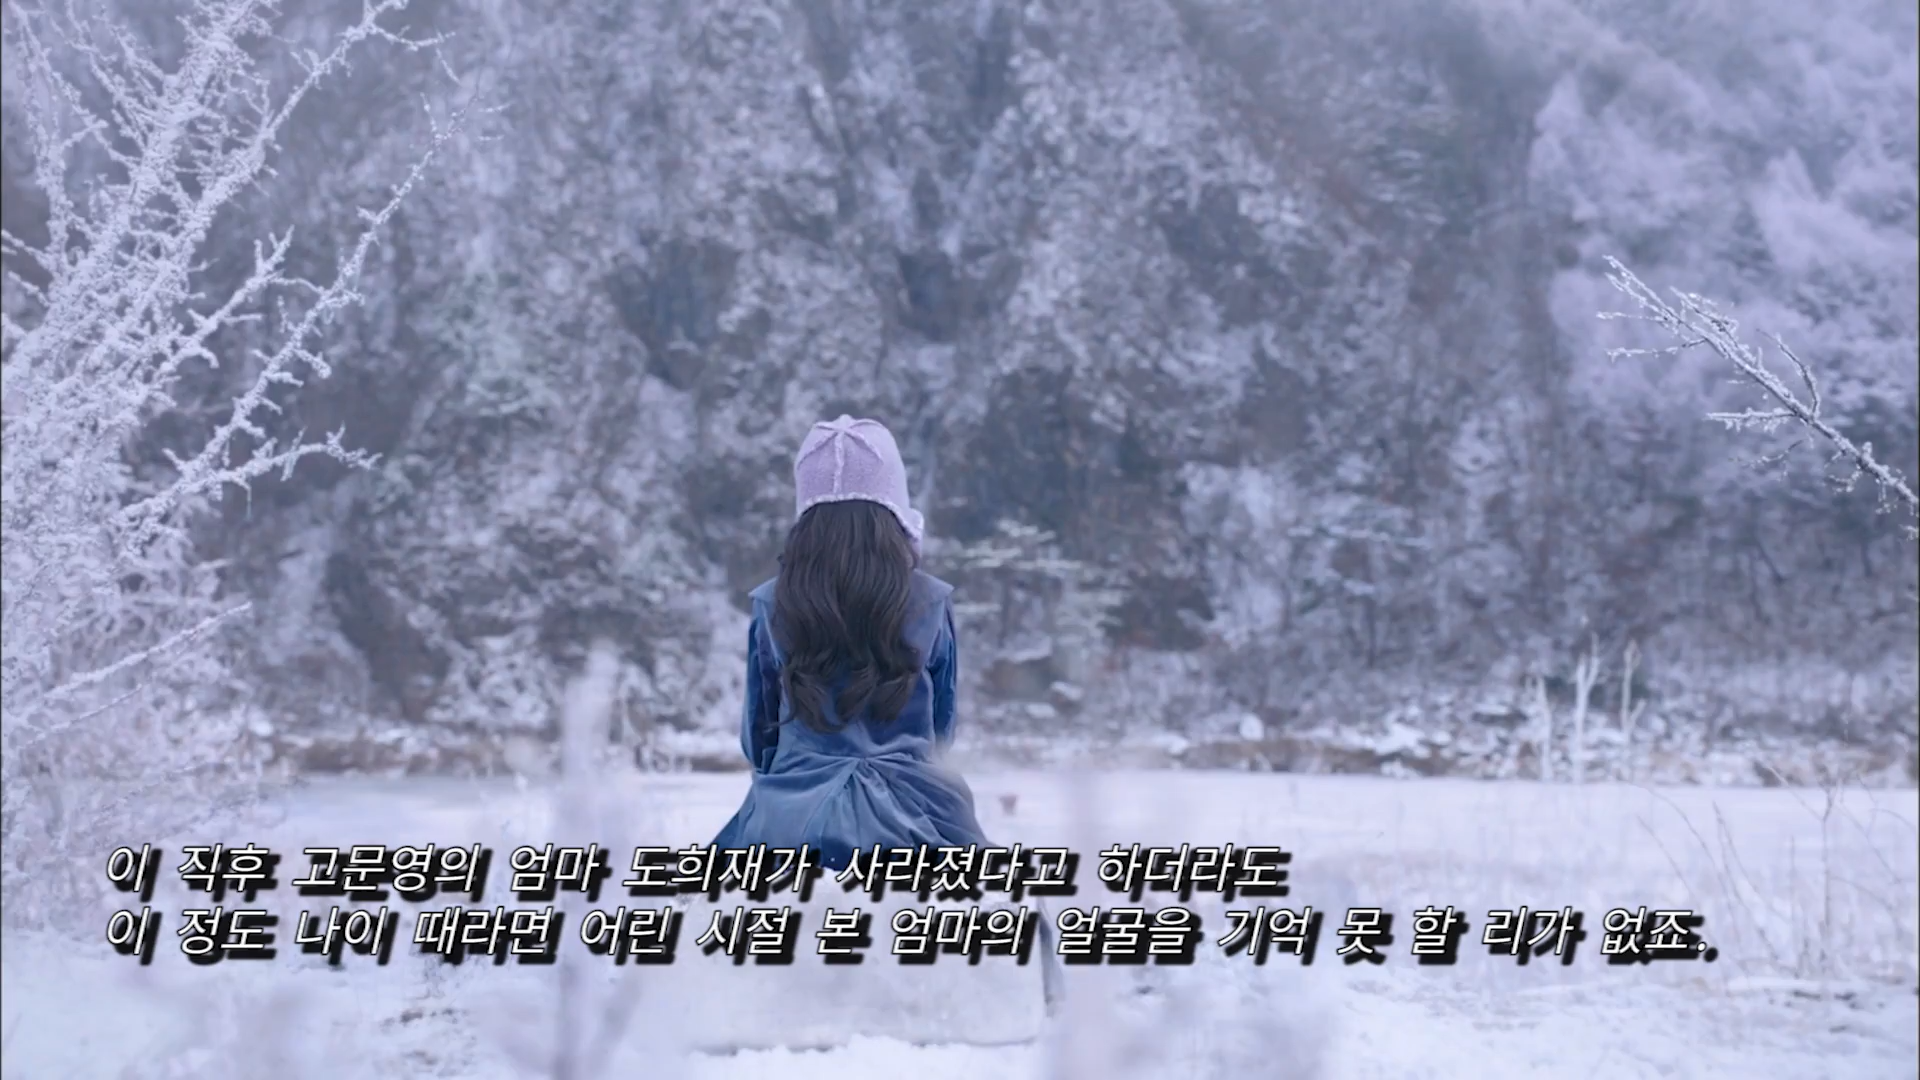 이 직후 고문영의 엄마 도희재가 사라졌다고 하더라도
이 정도 나이 때라면 어린 시절 본 엄마의 얼굴을 기억 못 할 리가 없죠.